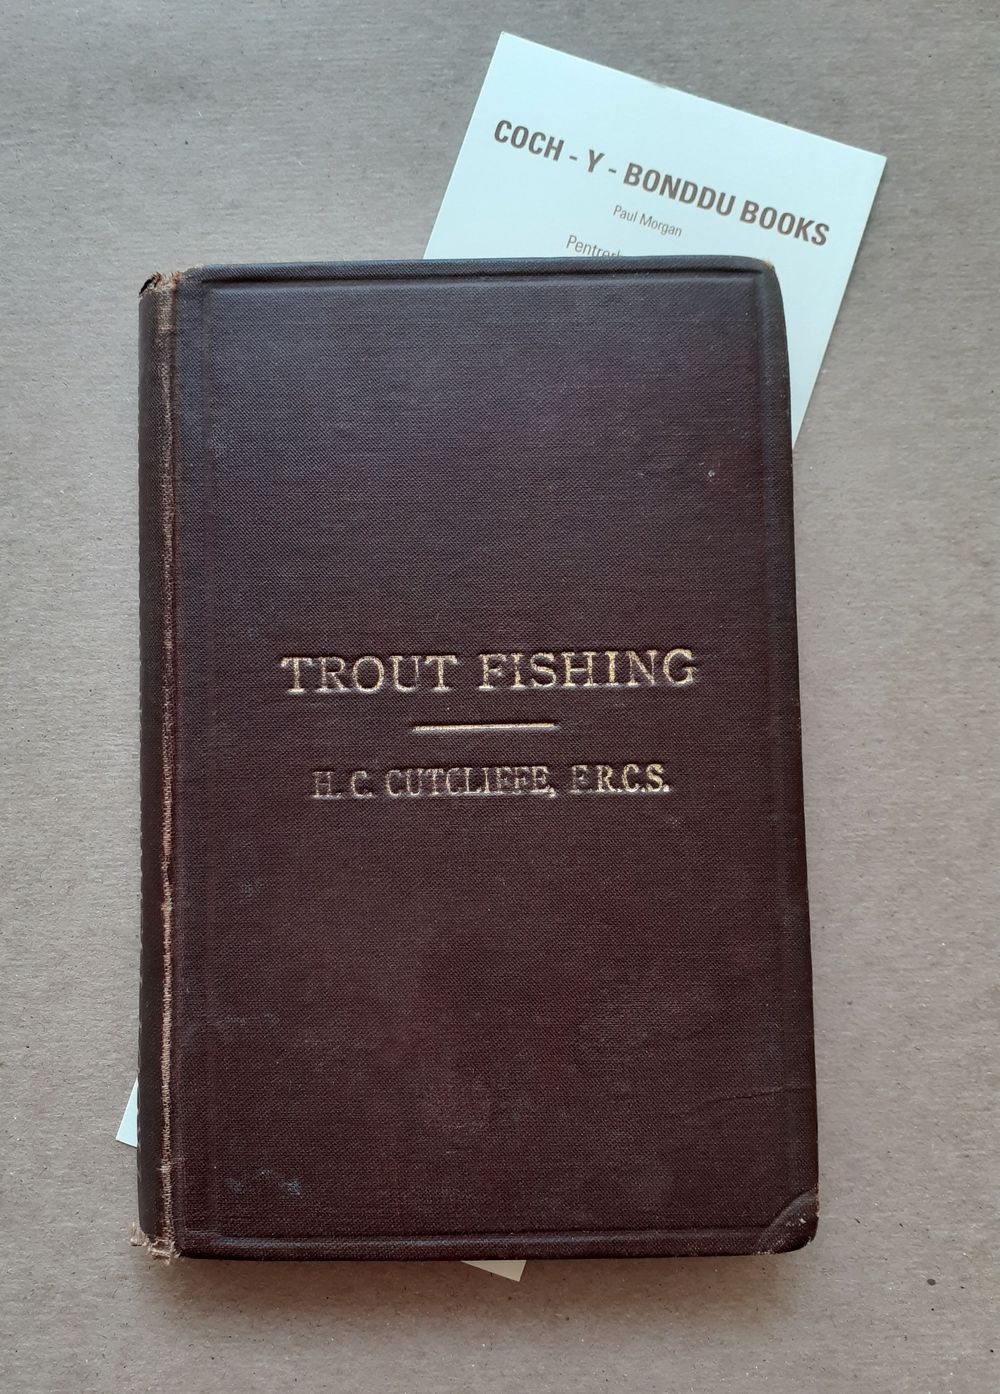 COCH - Y - BONDDU BOOKS
Paul Morgan
TROUT FISHING
H. C. CUTCLIFFE, F.R.C.S.